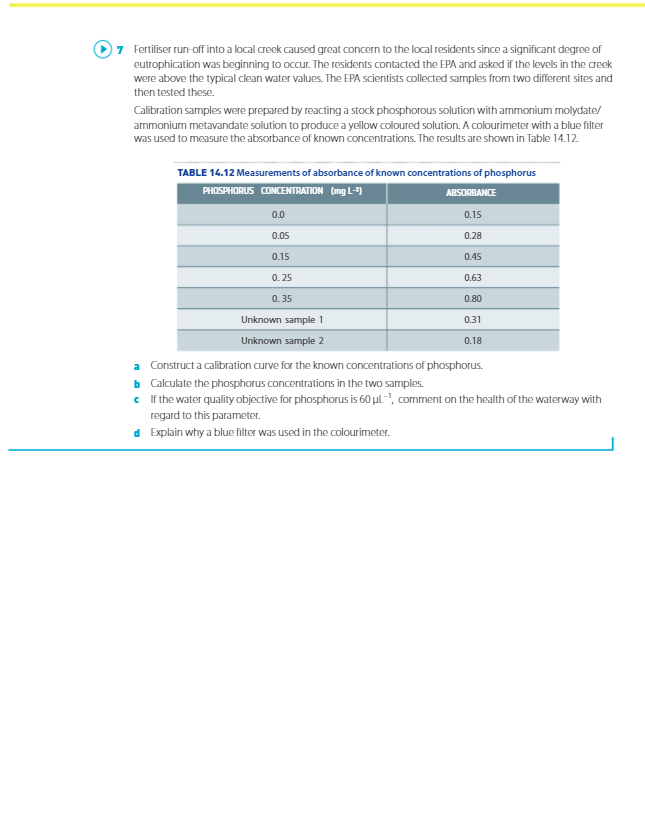 7 Fertiliser run-off into a local creek caused great concern to the local residents since a significant degree of
eutrophication was beginning to occur. The residents contacted the EPA and asked if the levels in the creek
were above the typical clean water values. The EPA scientists collected samples from two different sites and
then tested these.
Calibration samples were prepared by reacting a stock phosphorous solution with ammonium molydate/
ammonium metavandate solution to produce a yellow coloured solution. A colourimeter with a blue filter
was used to measure the absorbance of known concentrations. The results are shown in Table 14.12.
TABLE 14.12 Measurements of absorbance of known concentrations of phosphorus
PHOSPHORUS CONCENTRATION (mg L⁻¹) ABSORBANCE
0.0 0.15
0.05 0.28
0.15 0.45
0. 25 0.63
0. 35 0.80
Unknown sample 1 0.31
Unknown sample 2 0.18
a Construct a calibration curve for the known concentrations of phosphorus.
b Calculate the phosphorus concentrations in the two samples.
c If the water quality objective for phosphorus is 60 µL⁻¹, comment on the health of the waterway with
regard to this parameter.
d Explain why a blue filter was used in the colourimeter.